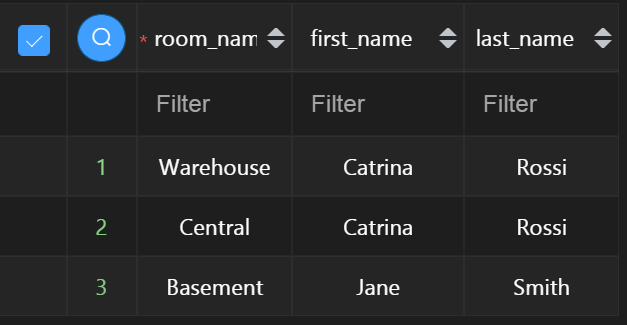 * room_nam first_name last_name
Filter Filter Filter
1 Warehouse Catrina Rossi
2 Central Catrina Rossi
3 Basement Jane Smith